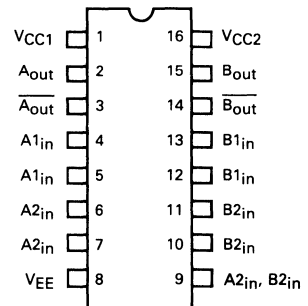 VCC1 1 16 VCC2
Aout 2 15 Bout
Aout 3 14 Bout
A1in 4 13 B1in
A1in 5 12 B1in
A2in 6 11 B2in
A2in 7 10 B2in
VEE 8 9 A2in, B2in